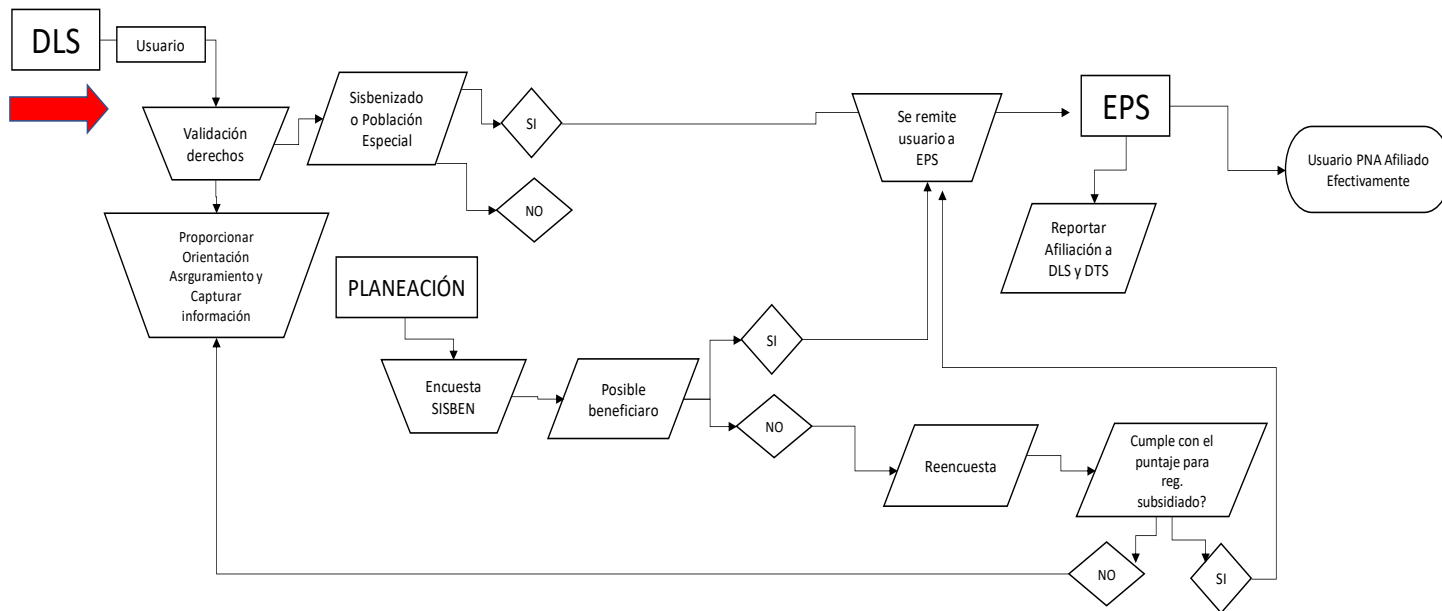 DLS
Usuario
Validación
derechos
Sisbenizado
o Población
Especial
SI
NO
Se remite
usuario a
EPS
EPS
Usuario PNA Afiliado
Efectivamente
Reportar
Afiliación a
DLS y DTS
Proporcionar
Orientación
Asrguramiento y
Capturar
información
PLANEACIÓN
Encuesta
SISBEN
Posible
beneficiaro
SI
NO
Reencuesta
Cumple con el
puntaje para
reg.
subsidiado?
NO
SI